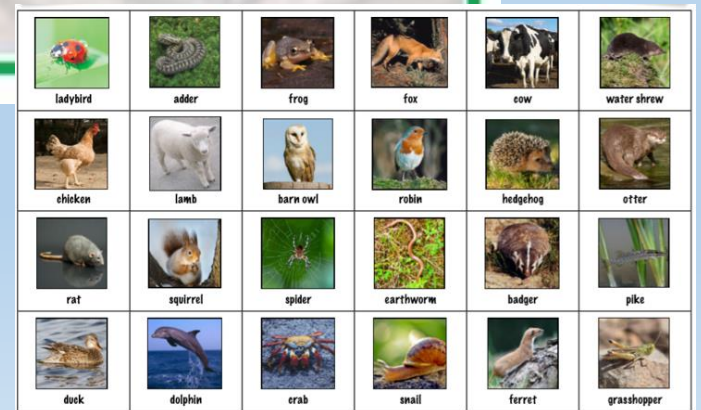 ladybird adder frog fox cow water shrew
chicken lamb barn owl robin hedgehog otter
rat squirrel spider earthworm badger pike
duck dolphin crab snail ferret grasshopper